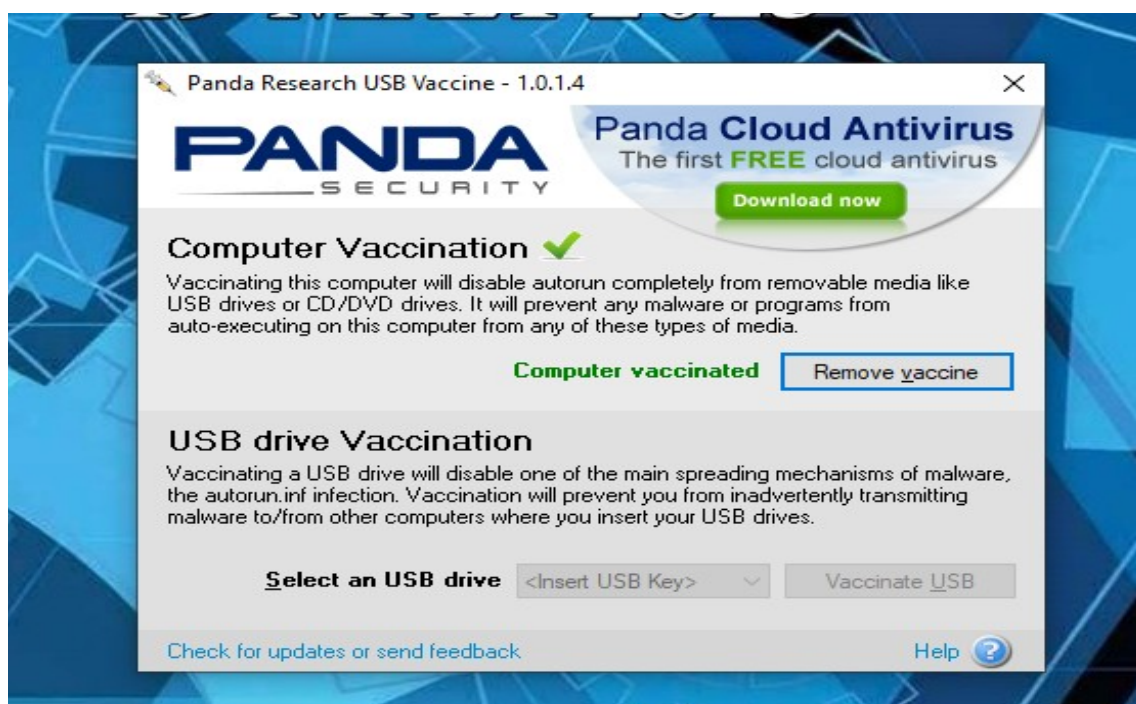 Panda Research USB Vaccine - 1.0.1.4
PANDA
SECURITY
Panda Cloud Antivirus
The first FREE cloud antivirus
Download now
Computer Vaccination
Vaccinating this computer will disable autorun completely from removable media like
USB drives or CD/DVD drives. It will prevent any malware or programs from
auto-executing on this computer from any of these types of media.
Computer vaccinated
Remove vaccine
USB drive Vaccination
Vaccinating a USB drive will disable one of the main spreading mechanisms of malware,
the autorun.inf infection. Vaccination will prevent you from inadvertently transmitting
malware to/from other computers where you insert your USB drives.
Select an USB drive
<Insert USB Key>
Vaccinate USB
Check for updates or send feedback
Help